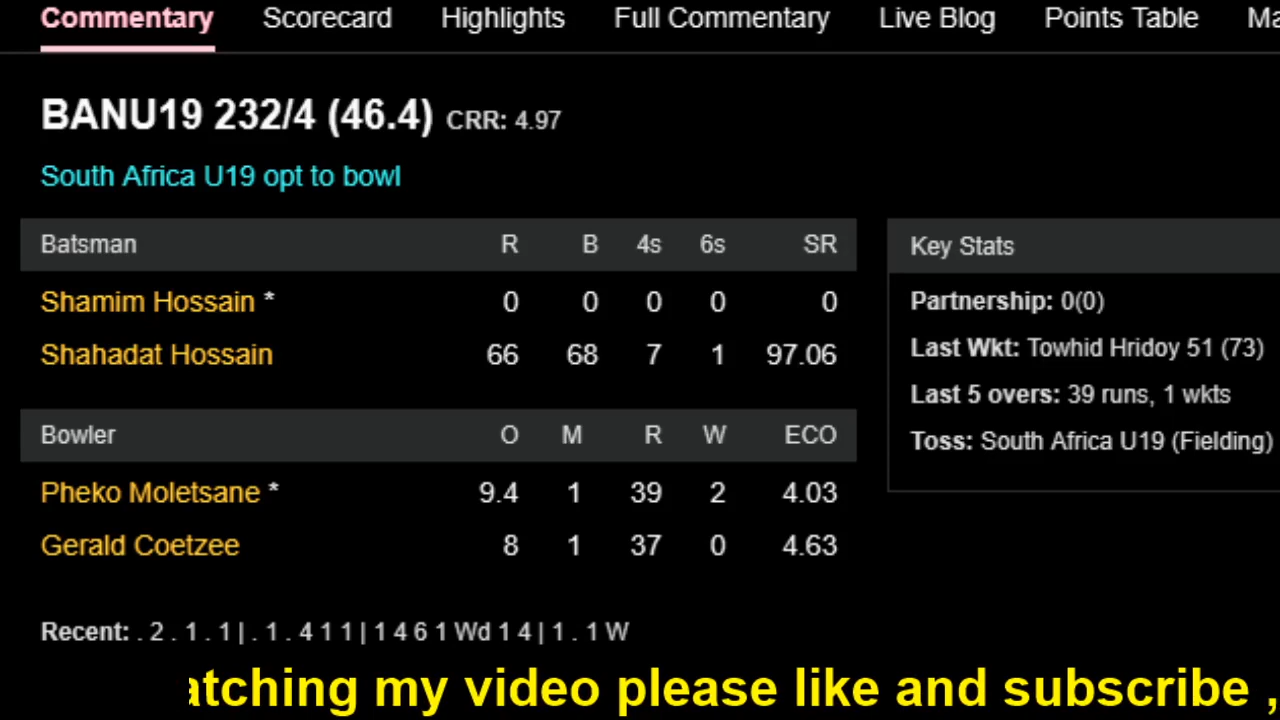 Commentary Scorecard Highlights Full Commentary Live Blog Points Table
BANU19 232/4 (46.4) CRR: 4.97
South Africa U19 opt to bowl
Batsman R B 4s 6s SR
Shamim Hossain * 0 0 0 0 0
Shahadat Hossain 66 68 7 1 97.06
Key Stats
Partnership: 0(0)
Last Wkt: Towhid Hridoy 51 (73)
Last 5 overs: 39 runs, 1 wkts
Toss: South Africa U19 (Fielding)
Bowler O M R W ECO
Pheko Moletsane * 9.4 1 39 2 4.03
Gerald Coetzee 8 1 37 0 4.63
Recent: . 2 . 1 . 1 | . 1 . 4 1 1 | 1 4 6 1 Wd 1 4 | 1 . 1 W
atching my video please like and subscribe ,